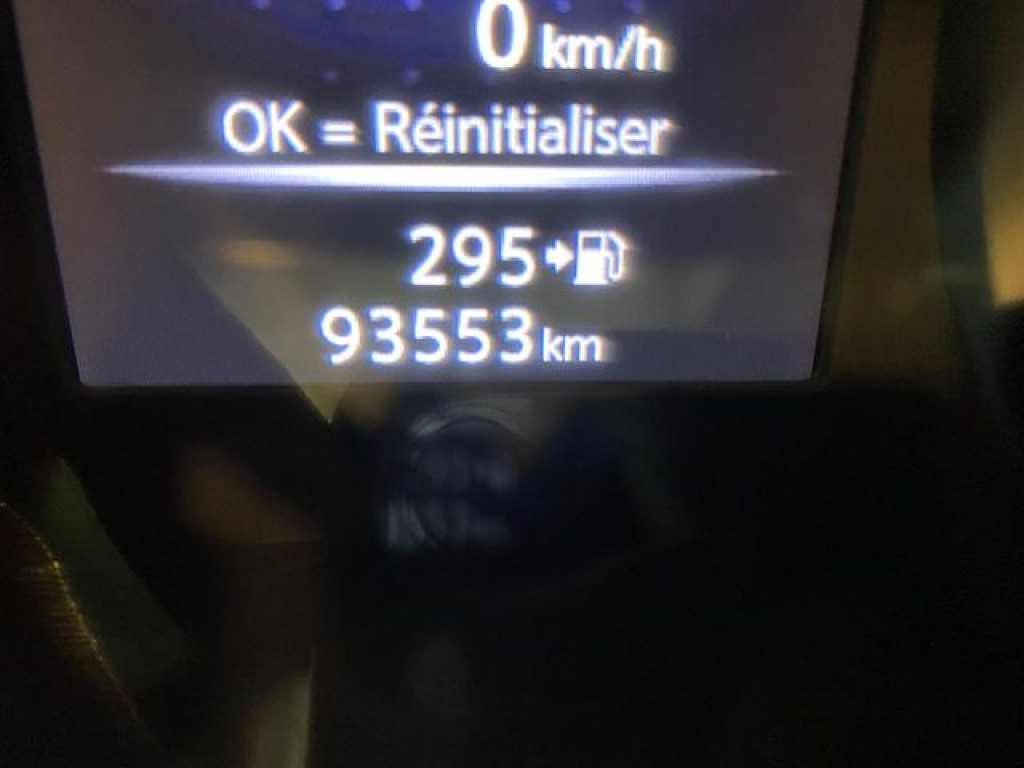 0 km/h
OK = Réinitialiser
295
93553 km